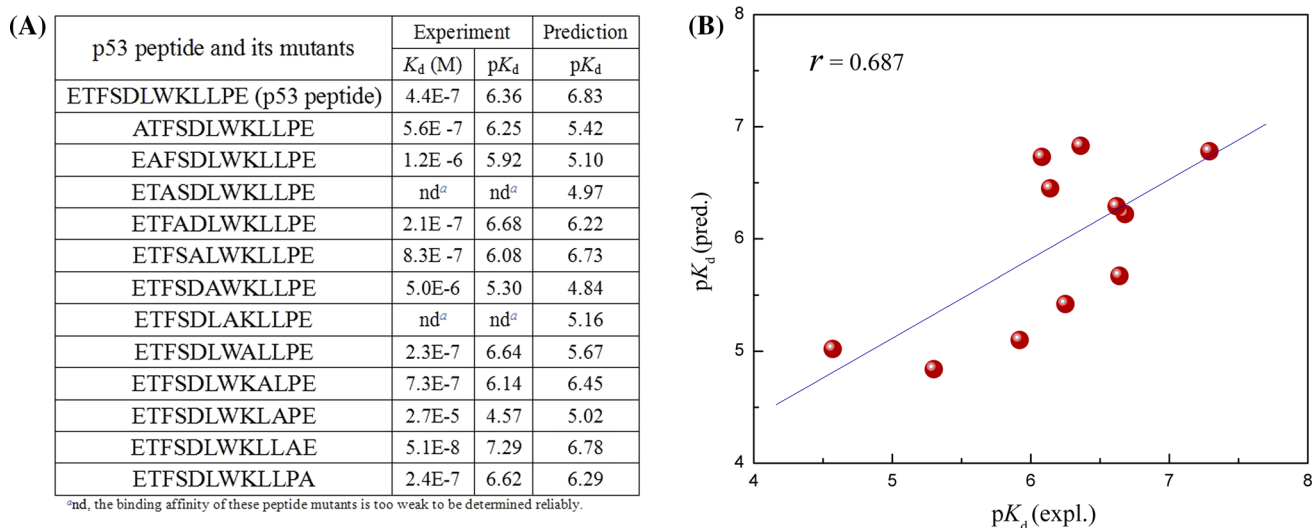 (A)
p53 peptide and its mutants Experiment Prediction
Kd (M) pKd pKd
ETFSDLWKLLPE (p53 peptide) 4.4E-7 6.36 6.83
ATFSDLWKLLPE 5.6E -7 6.25 5.42
EAFSDLWKLLPE 1.2E -6 5.92 5.10
ETASDLWKLLPE nda nda 4.97
ETFADLWKLLPE 2.1E -7 6.68 6.22
ETFSALWKLLPE 8.3E -7 6.08 6.73
ETFSDAWKLLPE 5.0E-6 5.30 4.84
ETFSDLAKLLPE nda nda 5.16
ETFSDLWALLPE 2.3E-7 6.64 5.67
ETFSDLWKALPE 7.3E-7 6.14 6.45
ETFSDLWKLAPE 2.7E-5 4.57 5.02
ETFSDLWKLLAE 5.1E-8 7.29 6.78
ETFSDLWKLLPA 2.4E-7 6.62 6.29
and, the binding affinity of these peptide mutants is too weak to be determined reliably.
(B)
r = 0.687
pKd (pred.)
8
7
6
5
4
4 5 6 7 8
pKd (expl.)